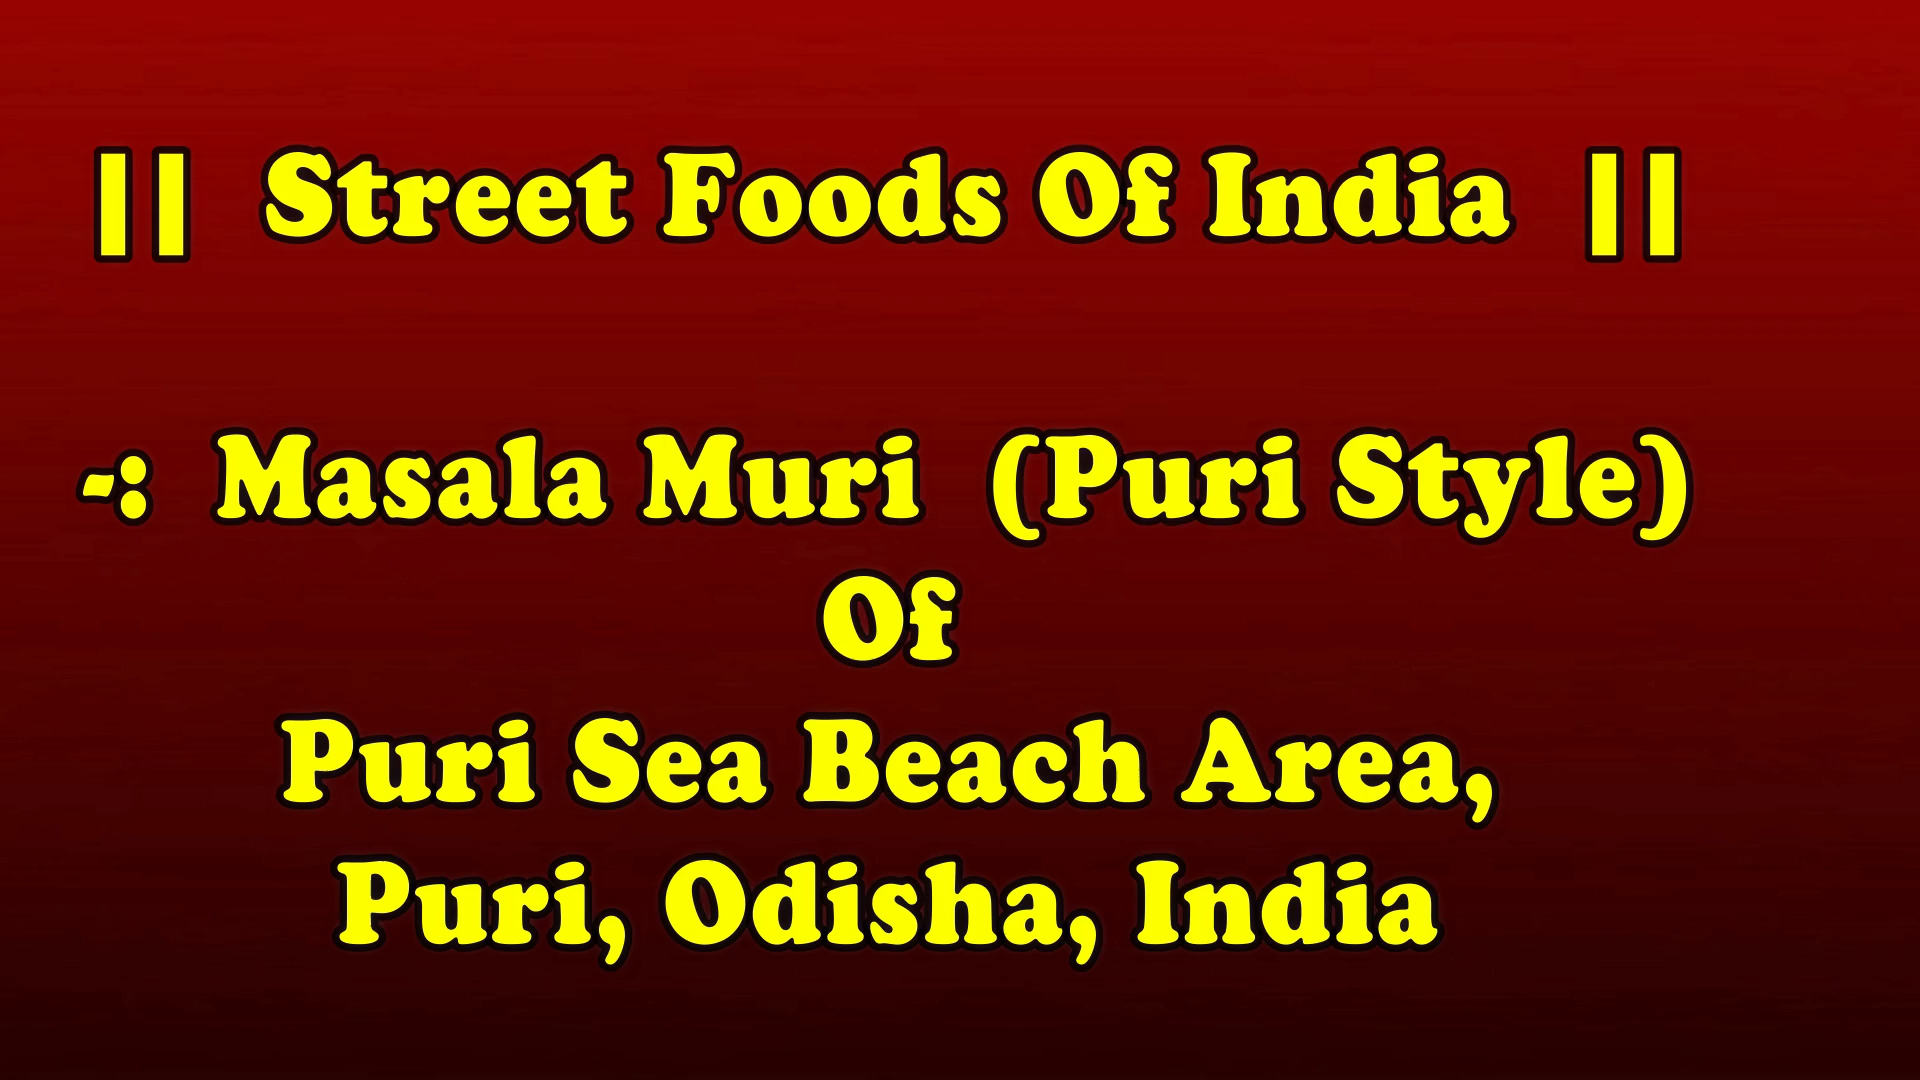 ||  Street Foods Of India  ||
-:  Masala Muri  (Puri Style)
Of
Puri Sea Beach Area,
Puri, Odisha, India